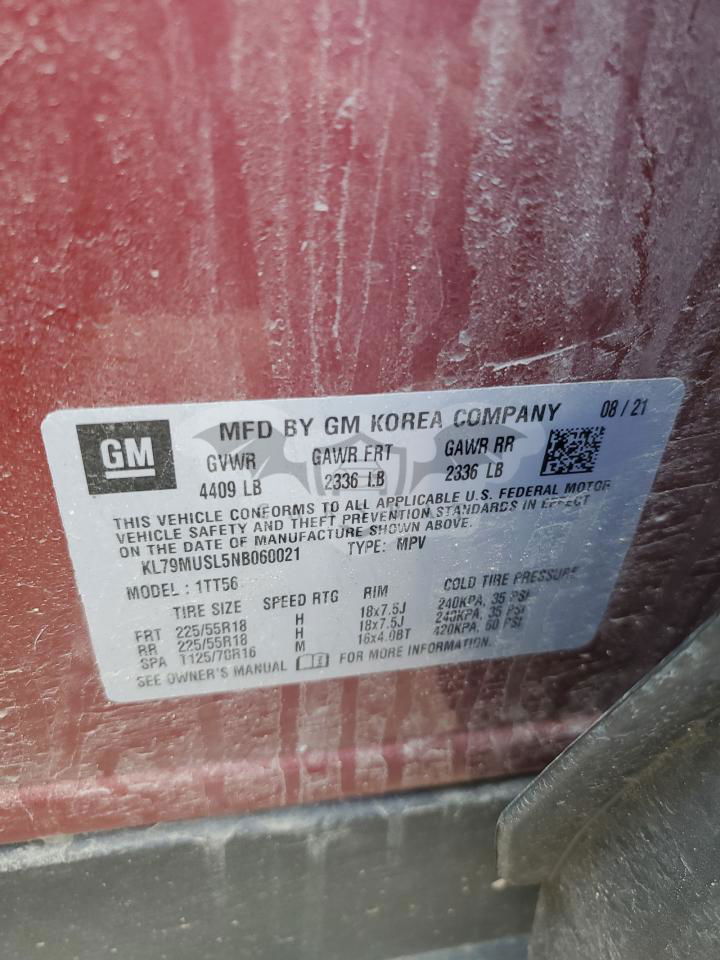 GM
MFD BY GM KOREA COMPANY 08 / 21
GVWR GAWR FRT GAWR RR
4409 LB 2336 LB 2336 LB
THIS VEHICLE CONFORMS TO ALL APPLICABLE U.S. FEDERAL MOTOR
VEHICLE SAFETY AND THEFT PREVENTION STANDARDS IN EFFECT
ON THE DATE OF MANUFACTURE SHOWN ABOVE.
KL79MUSL5NB060021 TYPE: MPV
MODEL : 1TT56
TIRE SIZE SPEED RTG RIM COLD TIRE PRESSURE
FRT 225/55R18 H 18x7.5J 240KPA, 35 PSI
RR 225/55R18 H 18x7.5J 240KPA, 35 PSI
SPA T125/70R16 M 16x4.0BT 420KPA, 60 PSI
SEE OWNER'S MANUAL FOR MORE INFORMATION.